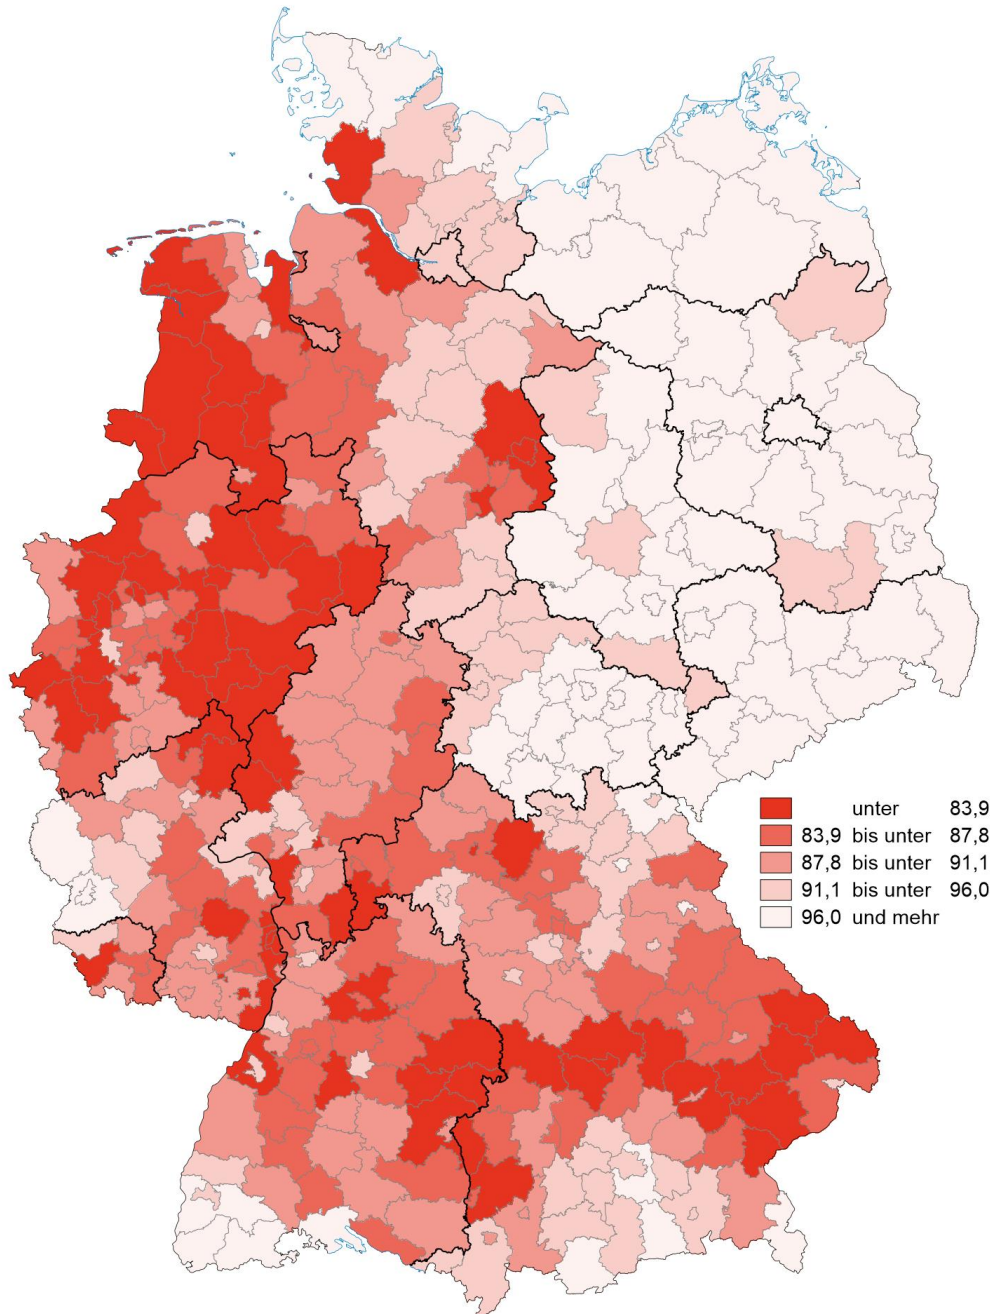 unter 83,9
83,9 bis unter 87,8
87,8 bis unter 91,1
91,1 bis unter 96,0
96,0 und mehr